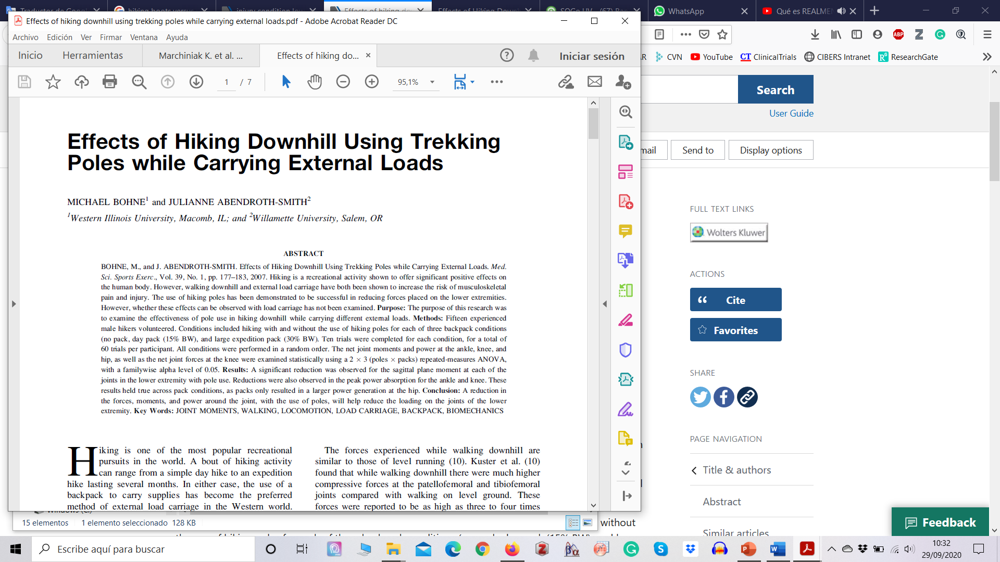 Traductor de Googl
hiking boots versus
injury condition low
Effects of hiking do
Effects of Hiking Down
SOGo UV
WhatsApp
Qué es REALME
Effects of hiking downhill using trekking poles while carrying external loads.pdf - Adobe Acrobat Reader DC
Archivo Edición Ver Firmar Ventana Ayuda
Inicio Herramientas Marchiniak K. et al. ... Effects of hiking do... × Iniciar sesión
1 / 7 95,1%
CVN YouTube CT ClinicalTrials CIBERS Intranet ResearchGate
ABP
Search
User Guide
mail Send to Display options
Effects of Hiking Downhill Using Trekking
Poles while Carrying External Loads
MICHAEL BOHNE1 and JULIANNE ABENDROTH-SMITH2
1Western Illinois University, Macomb, IL; and 2Willamette University, Salem, OR
ABSTRACT
BOHNE, M., and J. ABENDROTH-SMITH. Effects of Hiking Downhill Using Trekking Poles while Carrying External Loads. Med.
Sci. Sports Exerc., Vol. 39, No. 1, pp. 177–183, 2007. Hiking is a recreational activity shown to offer significant positive effects on
the human body. However, walking downhill and external load carriage have both been shown to increase the risk of musculoskeletal
pain and injury. The use of hiking poles has been demonstrated to be successful in reducing forces placed on the lower extremities.
However, whether these effects can be observed with load carriage has not been examined. Purpose: The purpose of this research was
to examine the effectiveness of pole use in hiking downhill while carrying different external loads. Methods: Fifteen experienced
male hikers volunteered. Conditions included hiking with and without the use of hiking poles for each of three backpack conditions
(no pack, day pack (15% BW), and large expedition pack (30% BW). Ten trials were completed for each condition, for a total of
60 trials per participant. All conditions were performed in a random order. The net joint moments and power at the ankle, knee, and
hip, as well as the net joint forces at the knee were examined statistically using a 2 × 3 (poles × packs) repeated-measures ANOVA,
with a familywise alpha level of 0.05. Results: A significant reduction was observed for the sagittal plane moment at each of the
joints in the lower extremity with pole use. Reductions were also observed in the peak power absorption for the ankle and knee. These
results held true across pack conditions, as packs only resulted in a larger power generation at the hip. Conclusion: A reduction in
the forces, moments, and power around the joint, with the use of poles, will help reduce the loading on the joints of the lower
extremity. Key Words: JOINT MOMENTS, WALKING, LOCOMOTION, LOAD CARRIAGE, BACKPACK, BIOMECHANICS
Hiking is one of the most popular recreational
pursuits in the world. A bout of hiking activity
can range from a simple day hike to an expedition
hike lasting several months. In either case, the use of a
backpack to carry supplies has become the preferred
method of external load carriage in the Western world.
The forces experienced while walking downhill are
similar to those of level running (10). Kuster et al. (10)
found that while walking downhill there were much higher
compressive forces at the patellofemoral and tibiofemoral
joints compared with walking on level ground. These
forces were reported to be as high as three to four times
FULL TEXT LINKS
Wolters Kluwer
ACTIONS
Cite
Favorites
SHARE
PAGE NAVIGATION
Title & authors
Abstract
Similar articles
Feedback
15 elementos 1 elemento seleccionado 128 KB
without
Escribe aquí para buscar
10:32
29/09/2020